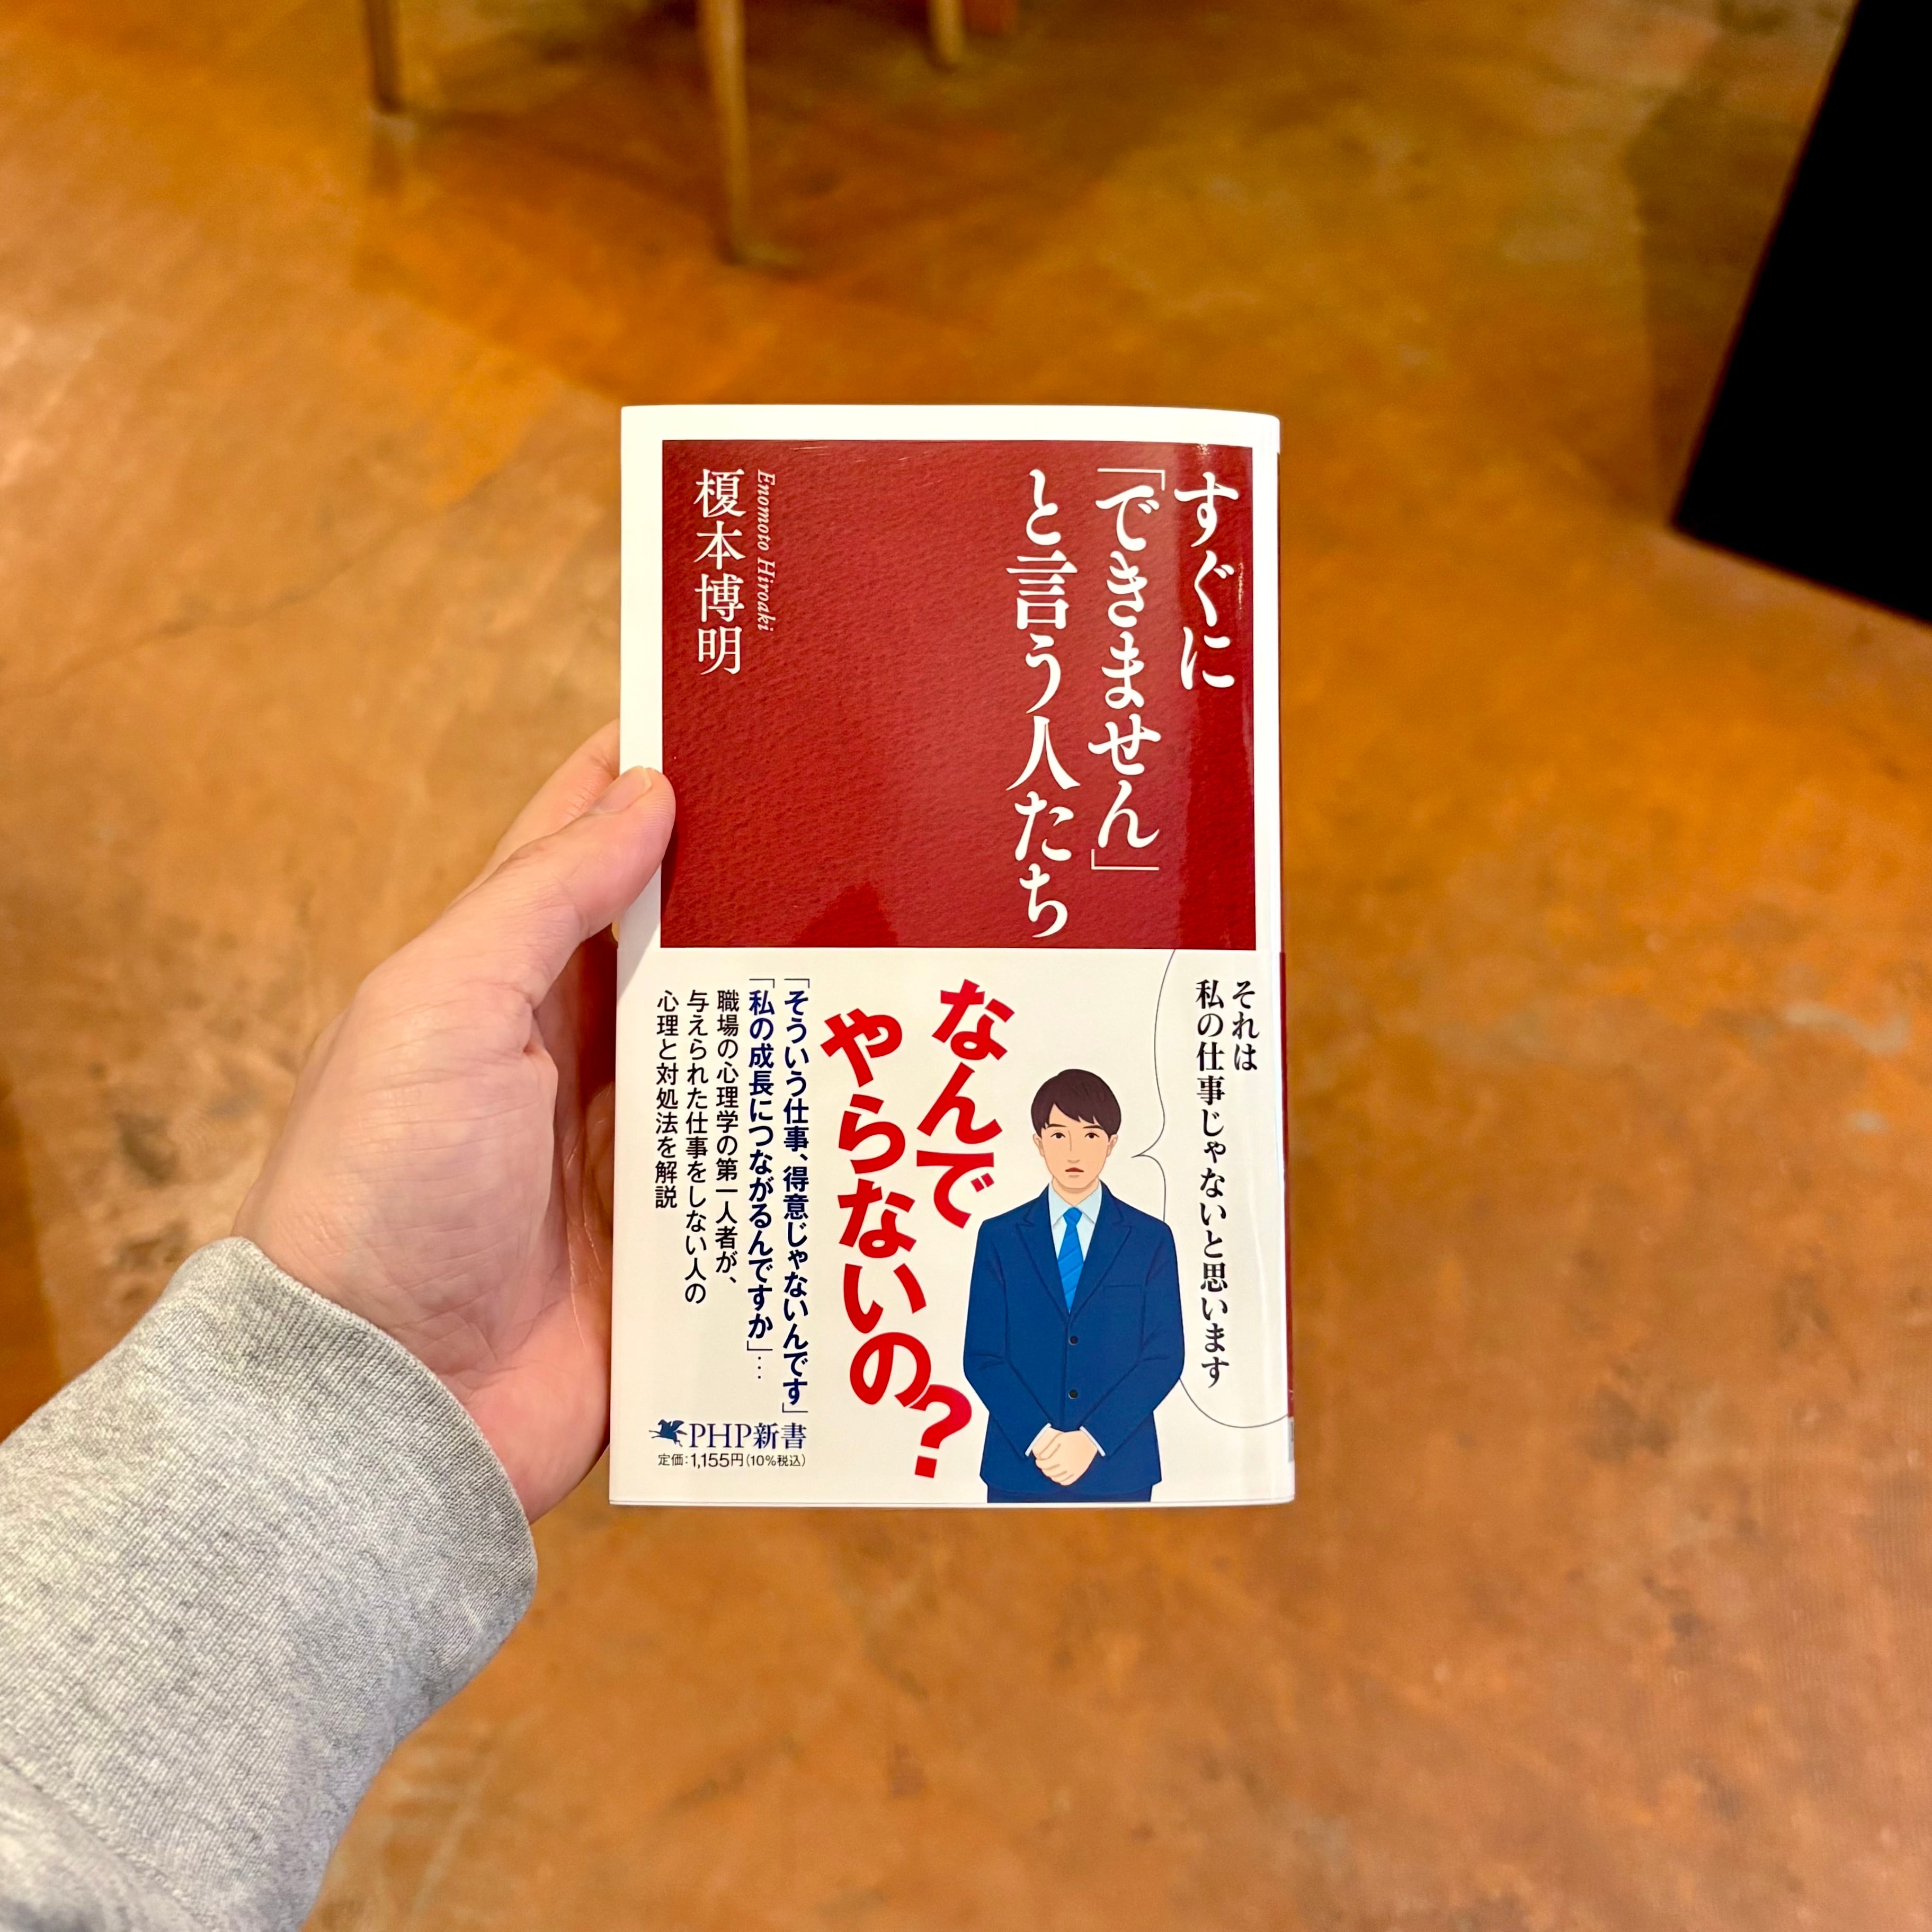 すぐに
「できません」
と言う人たち
Enomoto Hiroaki
榎本博明
それは
私の仕事じゃないと思います
なんで
やらないの?
「そういう仕事、得意じゃないんです」
「私の成長につながるんですか」…
職場の心理学の第一人者が、
与えられた仕事をしない人の
心理と対処法を解説
PHP新書
定価:1,155円(10%税込)